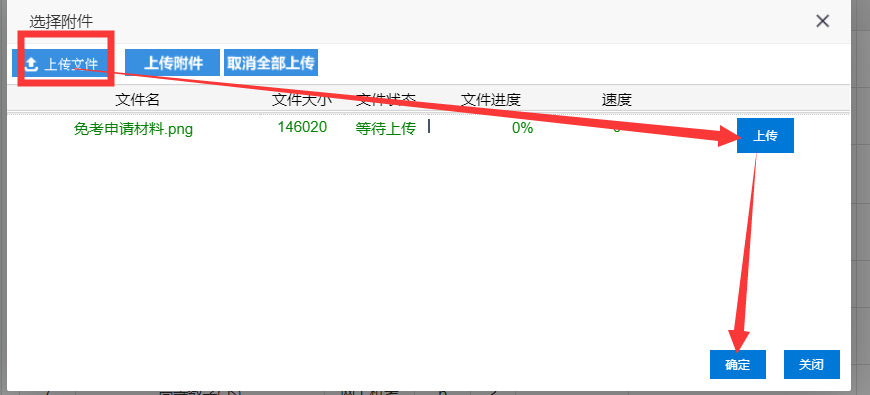 选择附件
上传文件 上传附件 取消全部上传
文件名 文件大小 文件状态 文件进度 速度
免考申请材料.png 146020 等待上传 0% 上传
确定 关闭